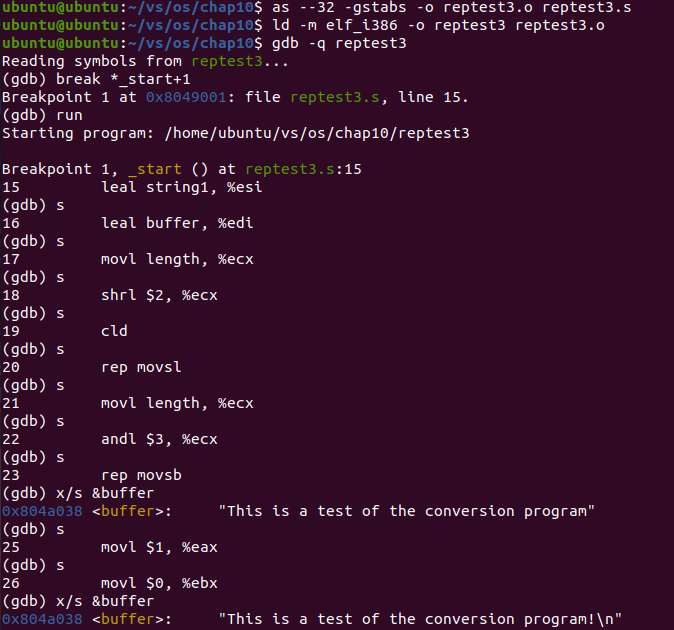 ubuntu@ubuntu:~/vs/os/chap10$ as --32 -gstabs -o reptest3.o reptest3.s
ubuntu@ubuntu:~/vs/os/chap10$ ld -m elf_i386 -o reptest3 reptest3.o
ubuntu@ubuntu:~/vs/os/chap10$ gdb -q reptest3
Reading symbols from reptest3...
(gdb) break *_start+1
Breakpoint 1 at 0x8049001: file reptest3.s, line 15.
(gdb) run
Starting program: /home/ubuntu/vs/os/chap10/reptest3

Breakpoint 1, _start () at reptest3.s:15
15         leal string1, %esi
(gdb) s
16         leal buffer, %edi
(gdb) s
17         movl length, %ecx
(gdb) s
18         shrl $2, %ecx
(gdb) s
19         cld
(gdb) s
20         rep movsl
(gdb) s
21         movl length, %ecx
(gdb) s
22         andl $3, %ecx
(gdb) s
23         rep movsb
(gdb) x/s &buffer
0x804a038 <buffer>:     "This is a test of the conversion program"
(gdb) s
25         movl $1, %eax
(gdb) s
26         movl $0, %ebx
(gdb) x/s &buffer
0x804a038 <buffer>:     "This is a test of the conversion program!\n"